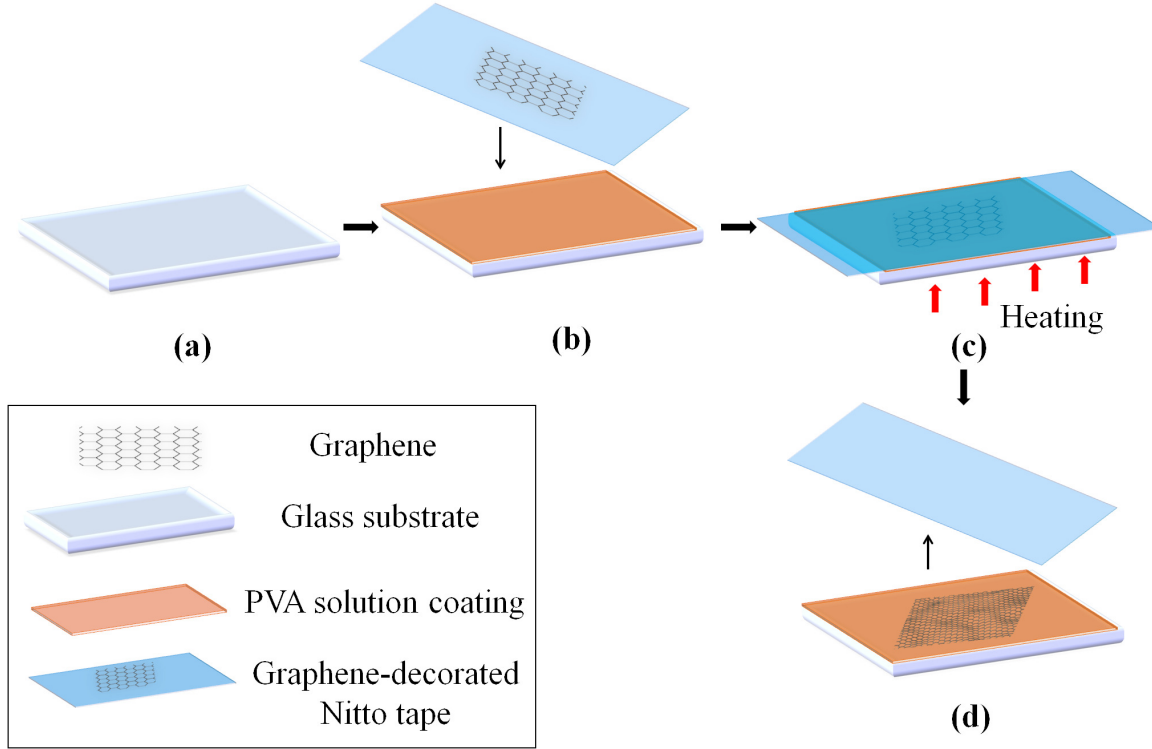 (a)
(b)
Heating
(c)
Graphene
Glass substrate
PVA solution coating
Graphene-decorated
Nitto tape
(d)